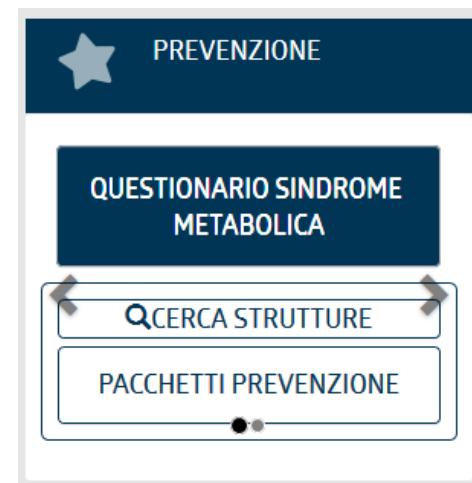 PREVENZIONE
QUESTIONARIO SINDROME
METABOLICA
CERCA STRUTTURE
PACCHETTI PREVENZIONE